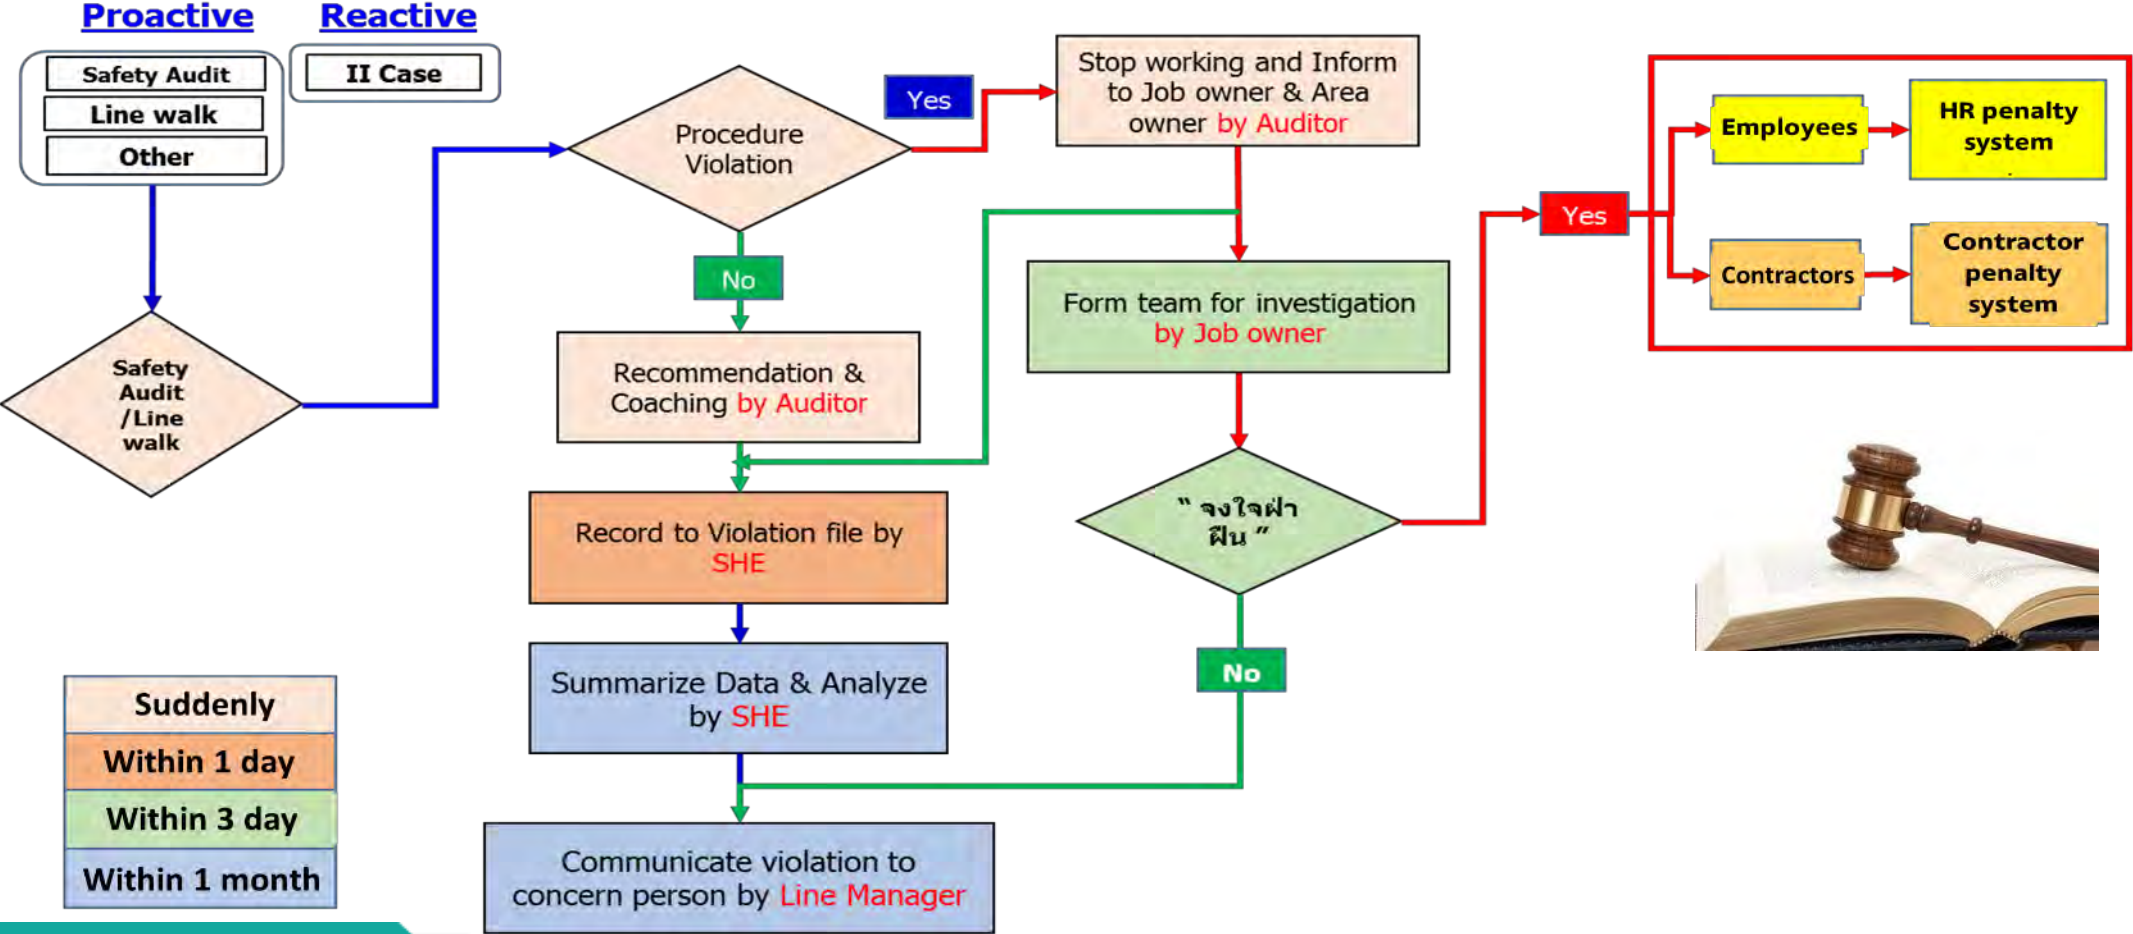 Proactive
Reactive
Safety Audit
Line walk
Other
II Case
Safety
Audit
/Line
walk
Procedure
Violation
Yes
No
Stop working and Inform
to Job owner & Area
owner by Auditor
Recommendation &
Coaching by Auditor
Record to Violation file by
SHE
Summarize Data & Analyze
by SHE
Communicate violation to
concern person by Line Manager
Form team for investigation
by Job owner
“ จงใจฝ่า
ฝืน ”
No
Yes
Employees
HR penalty
system
.
Contractors
Contractor
penalty
system
Suddenly
Within 1 day
Within 3 day
Within 1 month